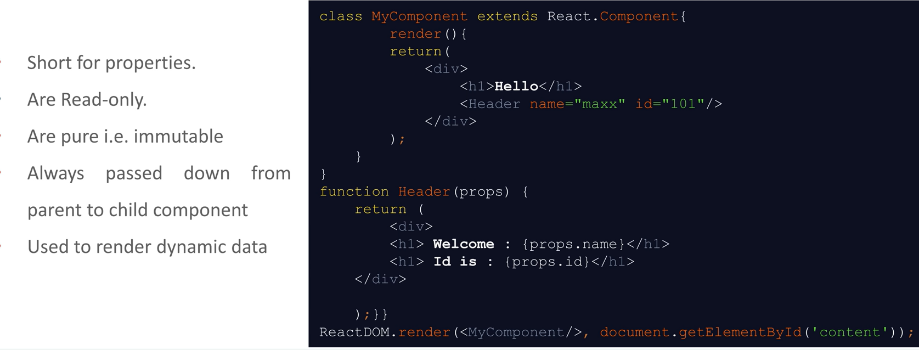 Short for properties.
Are Read-only.
Are pure i.e. immutable
Always passed down from
parent to child component
Used to render dynamic data
class MyComponent extends React.Component{
render(){
return(
<div>
<h1>Hello</h1>
<Header name="maxx" id="101"/>
</div>
);
}
}
function Header(props) {
return (
<div>
<h1> Welcome : {props.name}</h1>
<h1> Id is : {props.id}</h1>
</div>
);}}
ReactDOM.render(<MyComponent/>, document.getElementById('content'));